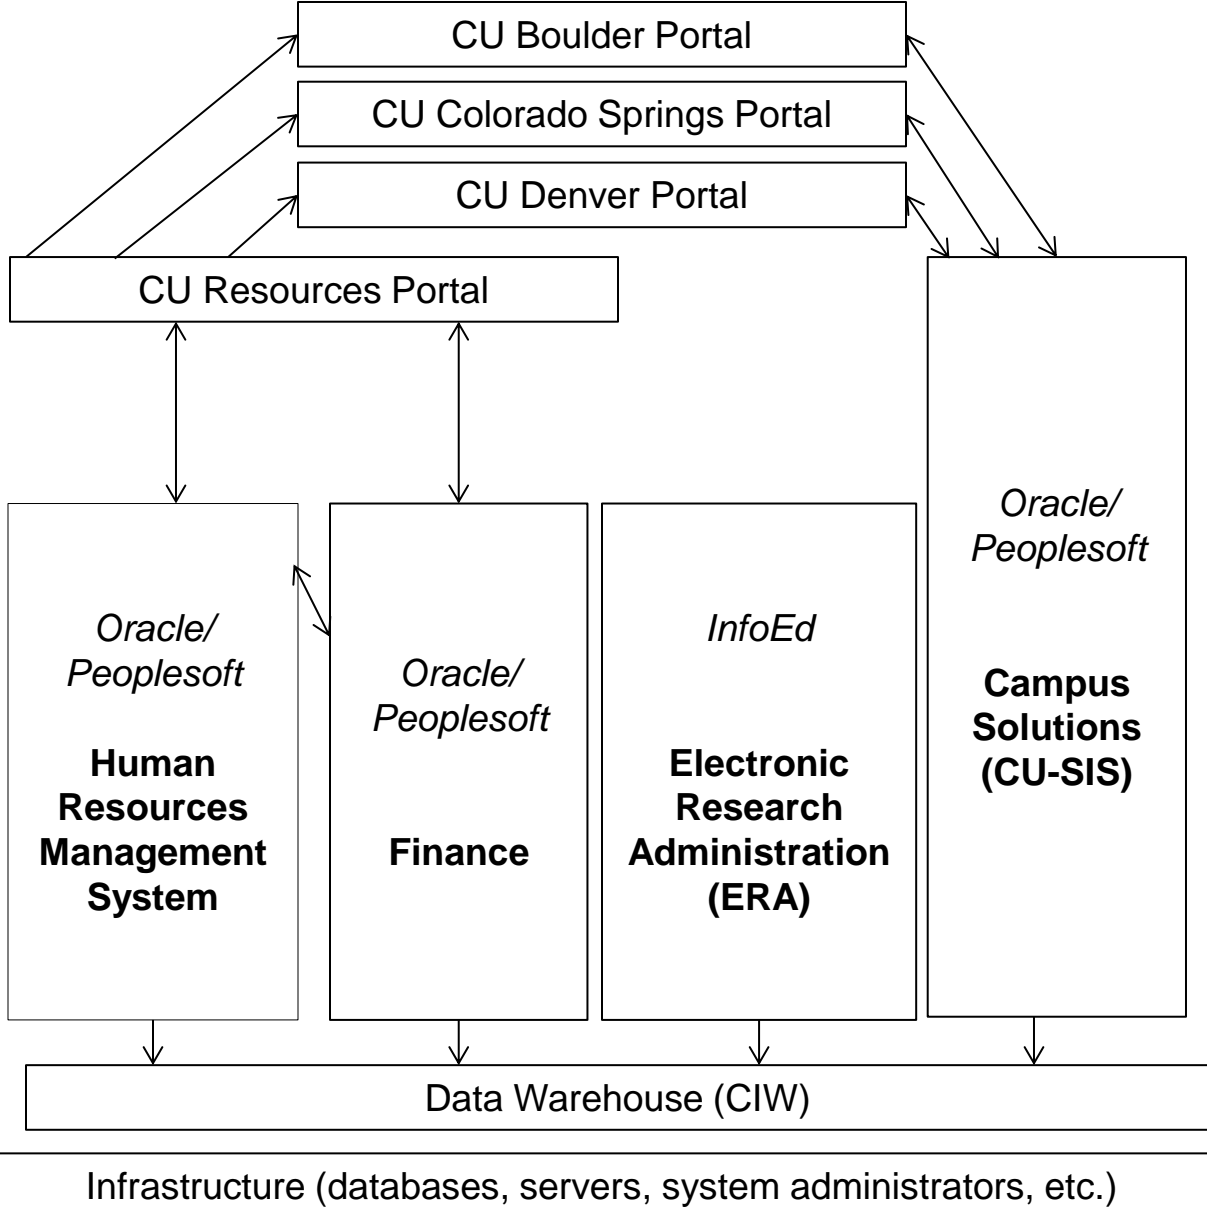 CU Boulder Portal
CU Colorado Springs Portal
CU Denver Portal
CU Resources Portal
Oracle/
Peoplesoft
Human
Resources
Management
System
Oracle/
Peoplesoft
Finance
InfoEd
Electronic
Research
Administration
(ERA)
Oracle/
Peoplesoft
Campus
Solutions
(CU-SIS)
Data Warehouse (CIW)
Infrastructure (databases, servers, system administrators, etc.)